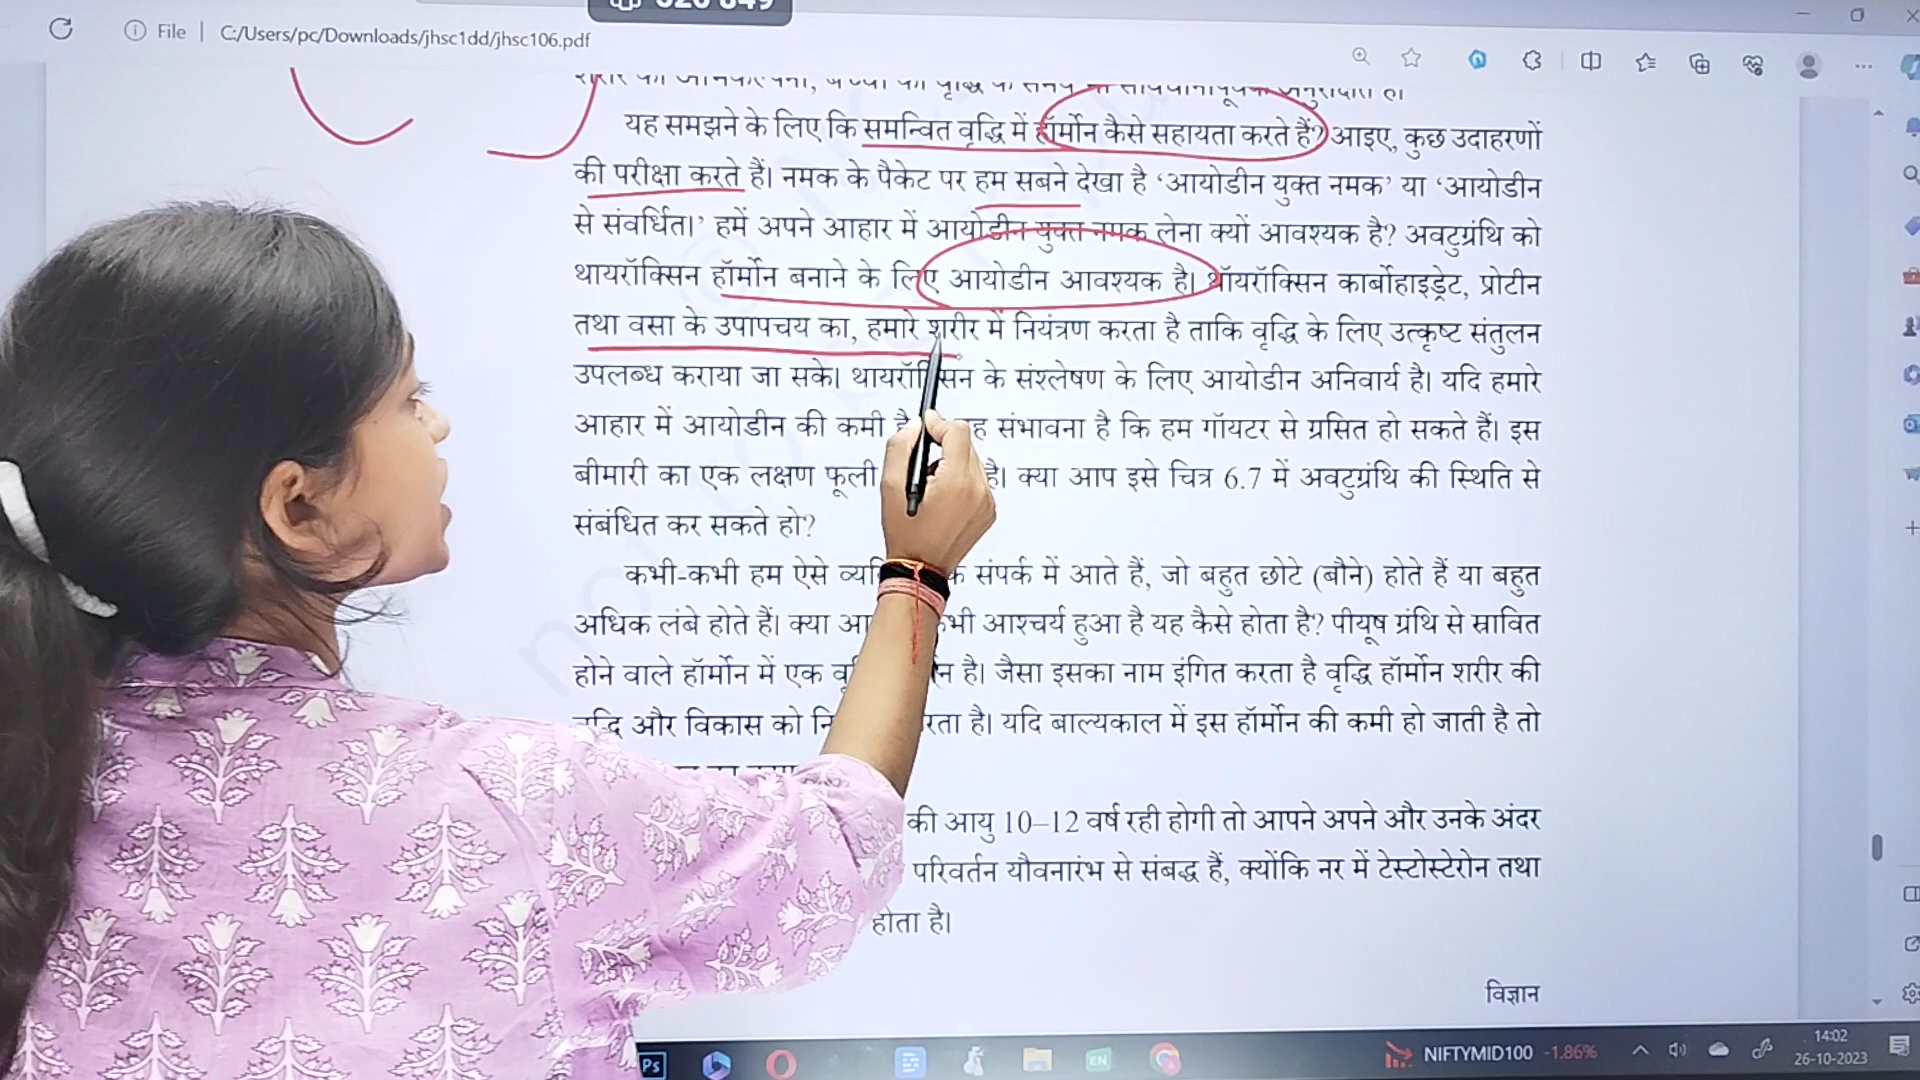 File | C:/Users/pc/Downloads/jhsc1dd/jhsc106.pdf
यह समझने के लिए कि समन्वित वृद्धि में हॉर्मोन कैसे सहायता करते हैं? आइए, कुछ उदाहरणों
की परीक्षा करते हैं। नमक के पैकेट पर हम सबने देखा है ‘आयोडीन युक्त नमक’ या ‘आयोडीन
से संवर्धित।’ हमें अपने आहार में आयोडीन युक्त नमक लेना क्यों आवश्यक है? अवटुग्रंथि को
थायरॉक्सिन हॉर्मोन बनाने के लिए आयोडीन आवश्यक है। थॉयरॉक्सिन कार्बोहाइड्रेट, प्रोटीन
तथा वसा के उपापचय का, हमारे शरीर में नियंत्रण करता है ताकि वृद्धि के लिए उत्कृष्ट संतुलन
उपलब्ध कराया जा सके। थायरॉक्सिन के संश्लेषण के लिए आयोडीन अनिवार्य है। यदि हमारे
आहार में आयोडीन की कमी है संभावना है कि हम गॉयटर से ग्रसित हो सकते हैं। इस
बीमारी का एक लक्षण फूली है। क्या आप इसे चित्र 6.7 में अवटुग्रंथि की स्थिति से
संबंधित कर सकते हो?
कभी-कभी हम ऐसे संपर्क में आते हैं, जो बहुत छोटे (बौने) होते हैं या बहुत
अधिक लंबे होते हैं। क्या आश्चर्य हुआ है यह कैसे होता है? पीयूष ग्रंथि से स्रावित
होने वाले हॉर्मोन में एक है। जैसा इसका नाम इंगित करता है वृद्धि हॉर्मोन शरीर की
और विकास को है। यदि बाल्यकाल में इस हॉर्मोन की कमी हो जाती है तो
की आयु 10–12 वर्ष रही होगी तो आपने अपने और उनके अंदर
परिवर्तन यौवनारंभ से संबद्ध हैं, क्योंकि नर में टेस्टोस्टेरोन तथा
होता है।
विज्ञान
Ps
EN
NIFTYMID100 -1.86%
14:02
26-10-2023